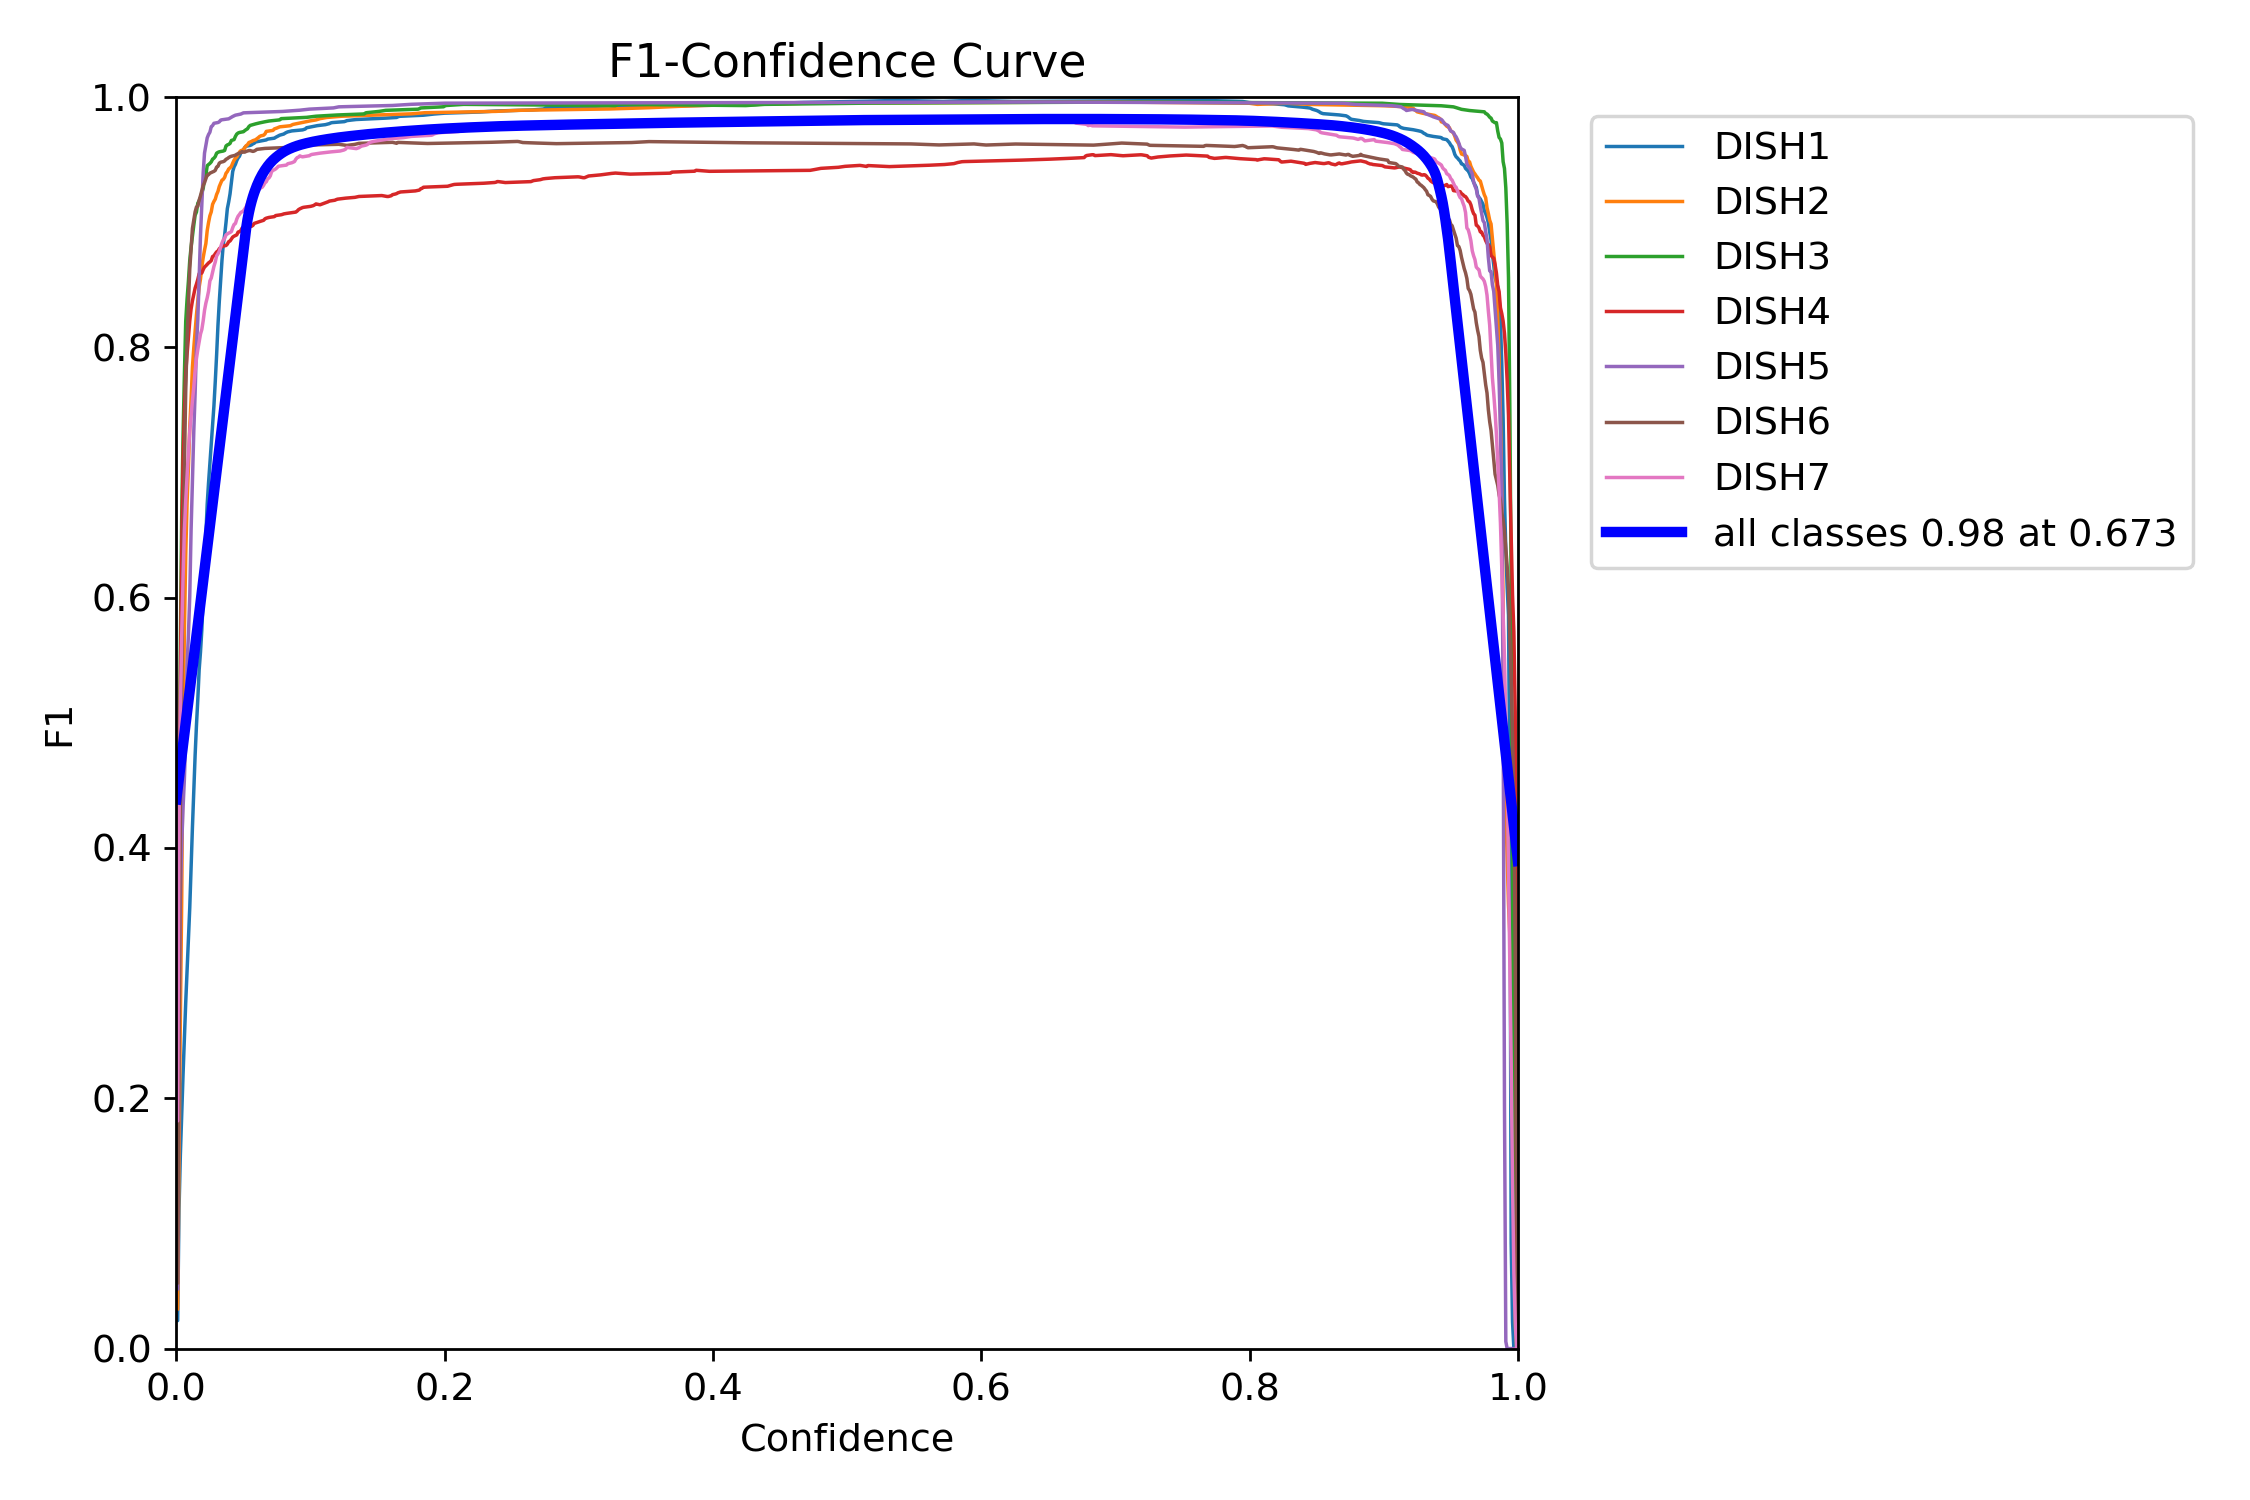 F1-Confidence Curve
1.0
0.8
0.6
0.4
0.2
0.0
F1
0.0 0.2 0.4 0.6 0.8 1.0
Confidence
DISH1
DISH2
DISH3
DISH4
DISH5
DISH6
DISH7
all classes 0.98 at 0.673